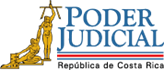 PODER
JUDICIAL
República de Costa Rica